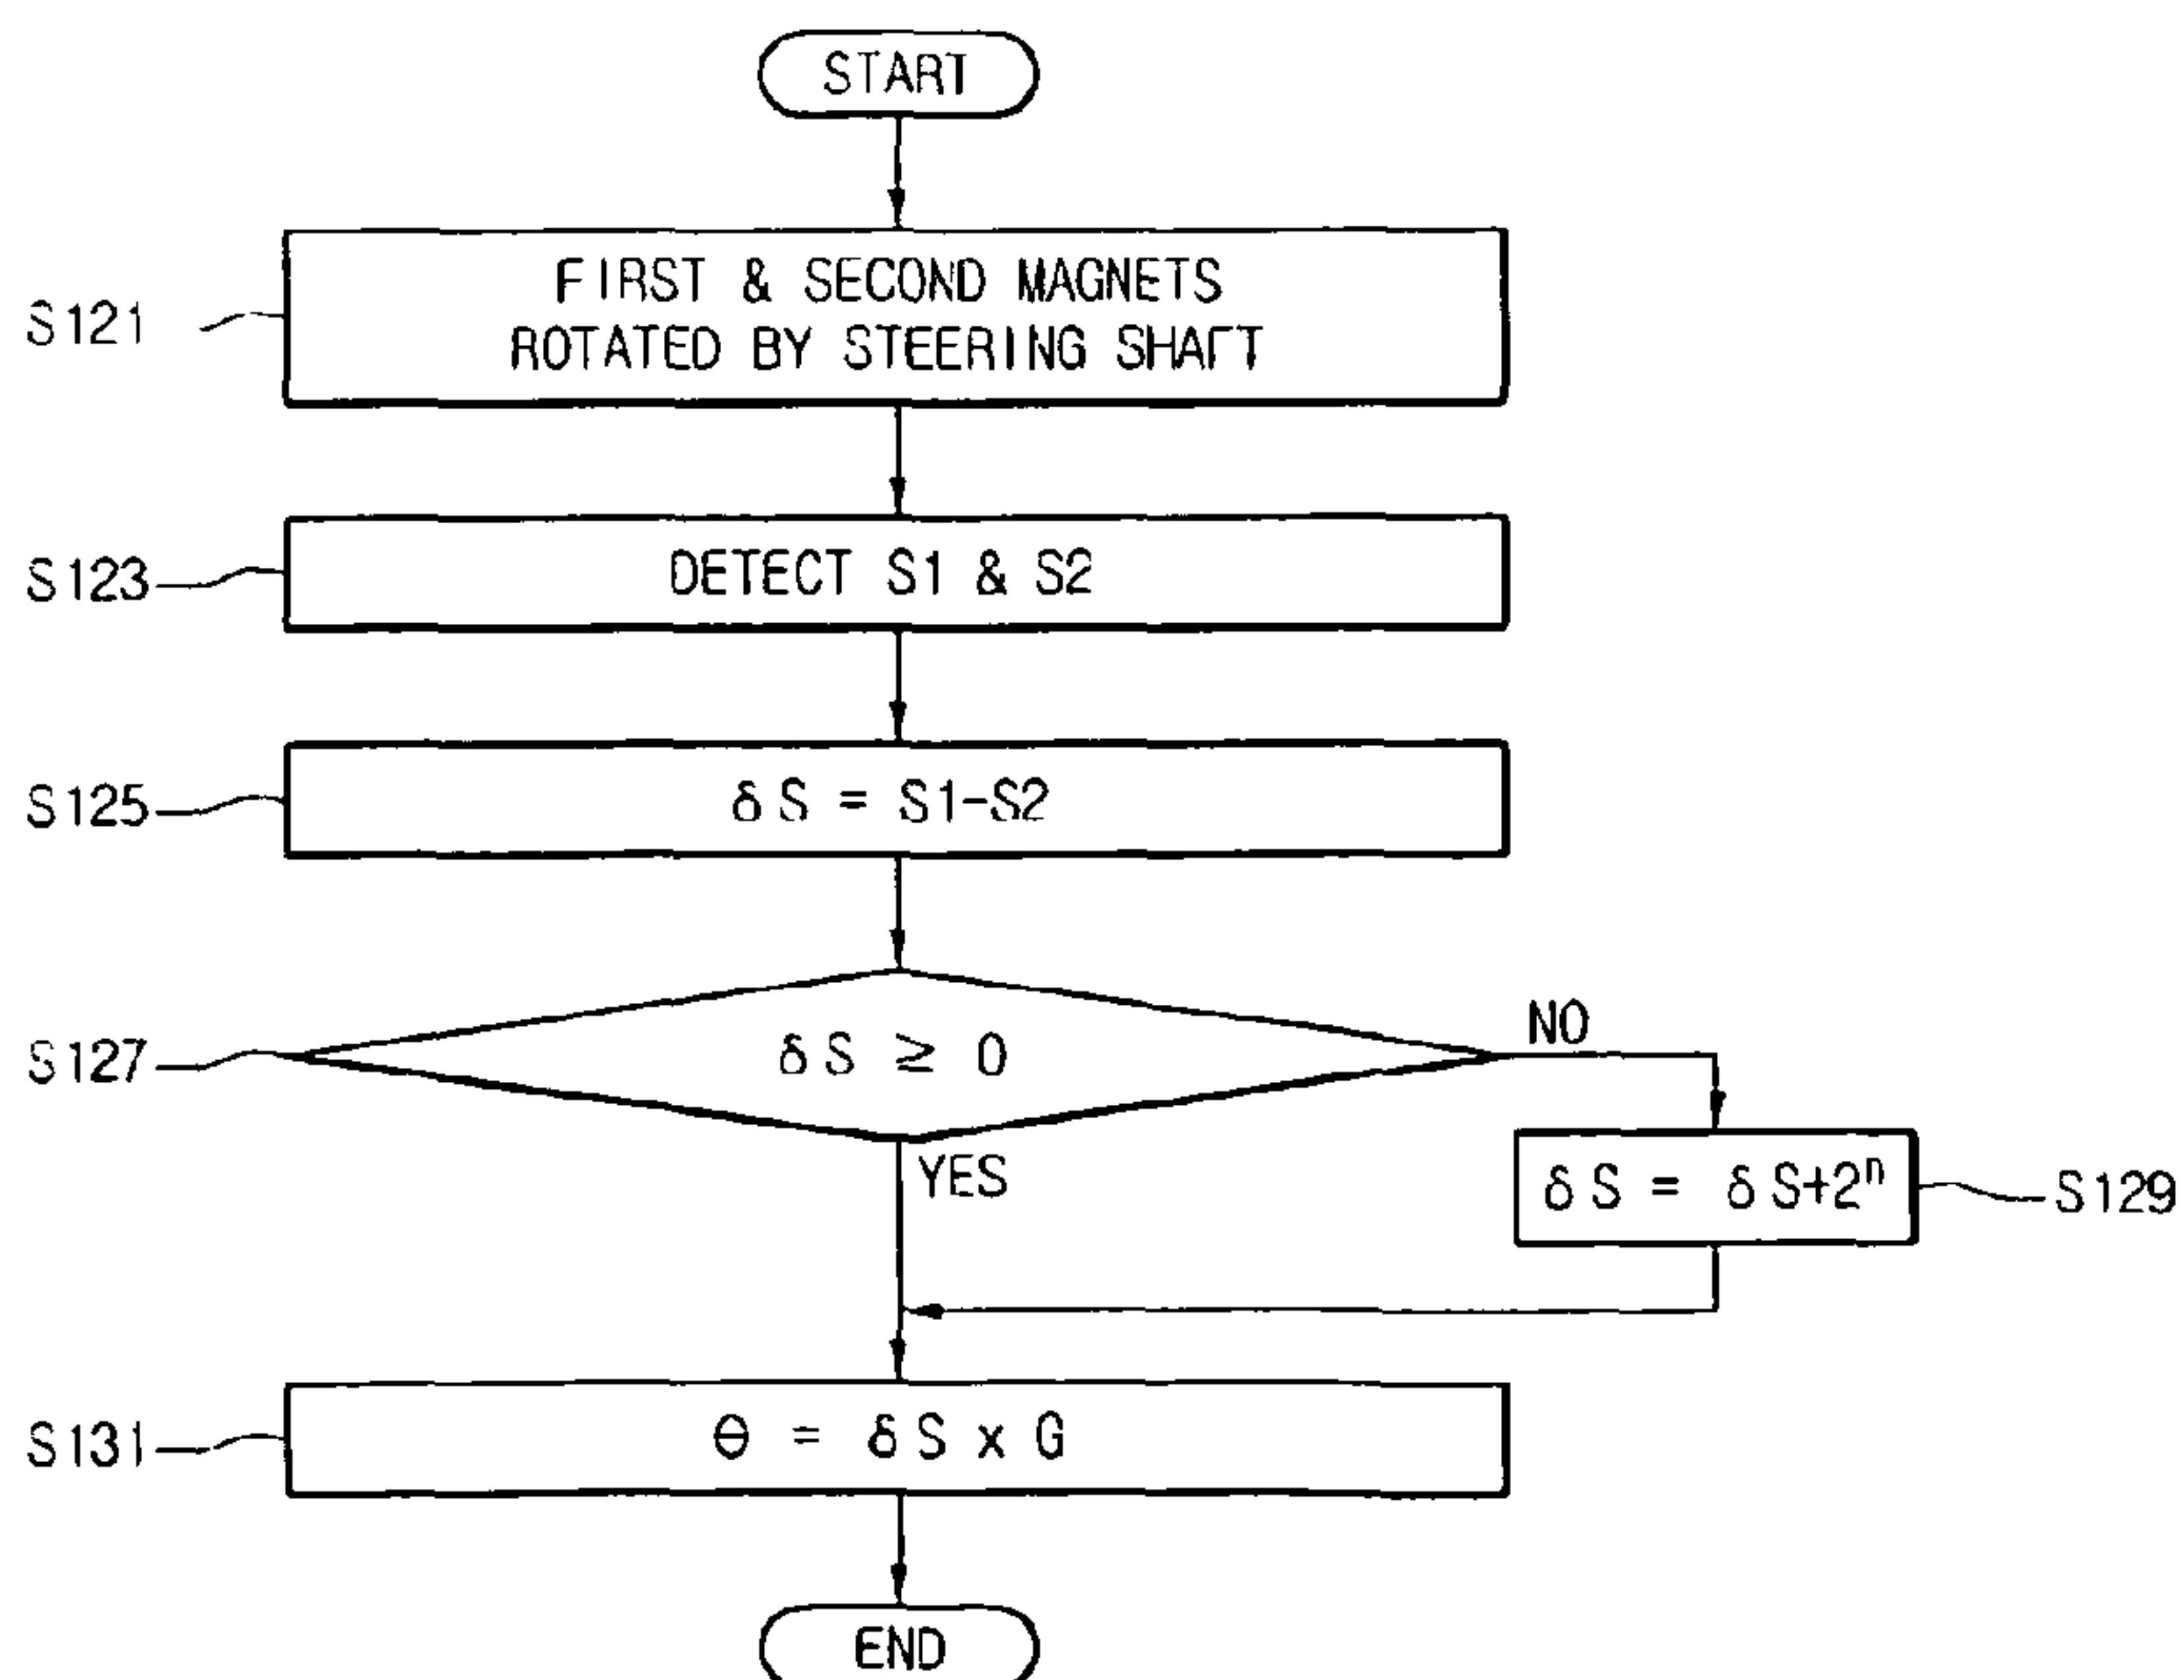 START
FIRST & SECOND MAGNETS
ROTATED BY STEERING SHAFT
S121
DETECT S1 & S2
S123
δS = S1-S2
S125
δS ≥ 0
S127
NO
YES
δS = δS+2ⁿ
S129
θ = δS x G
S131
END